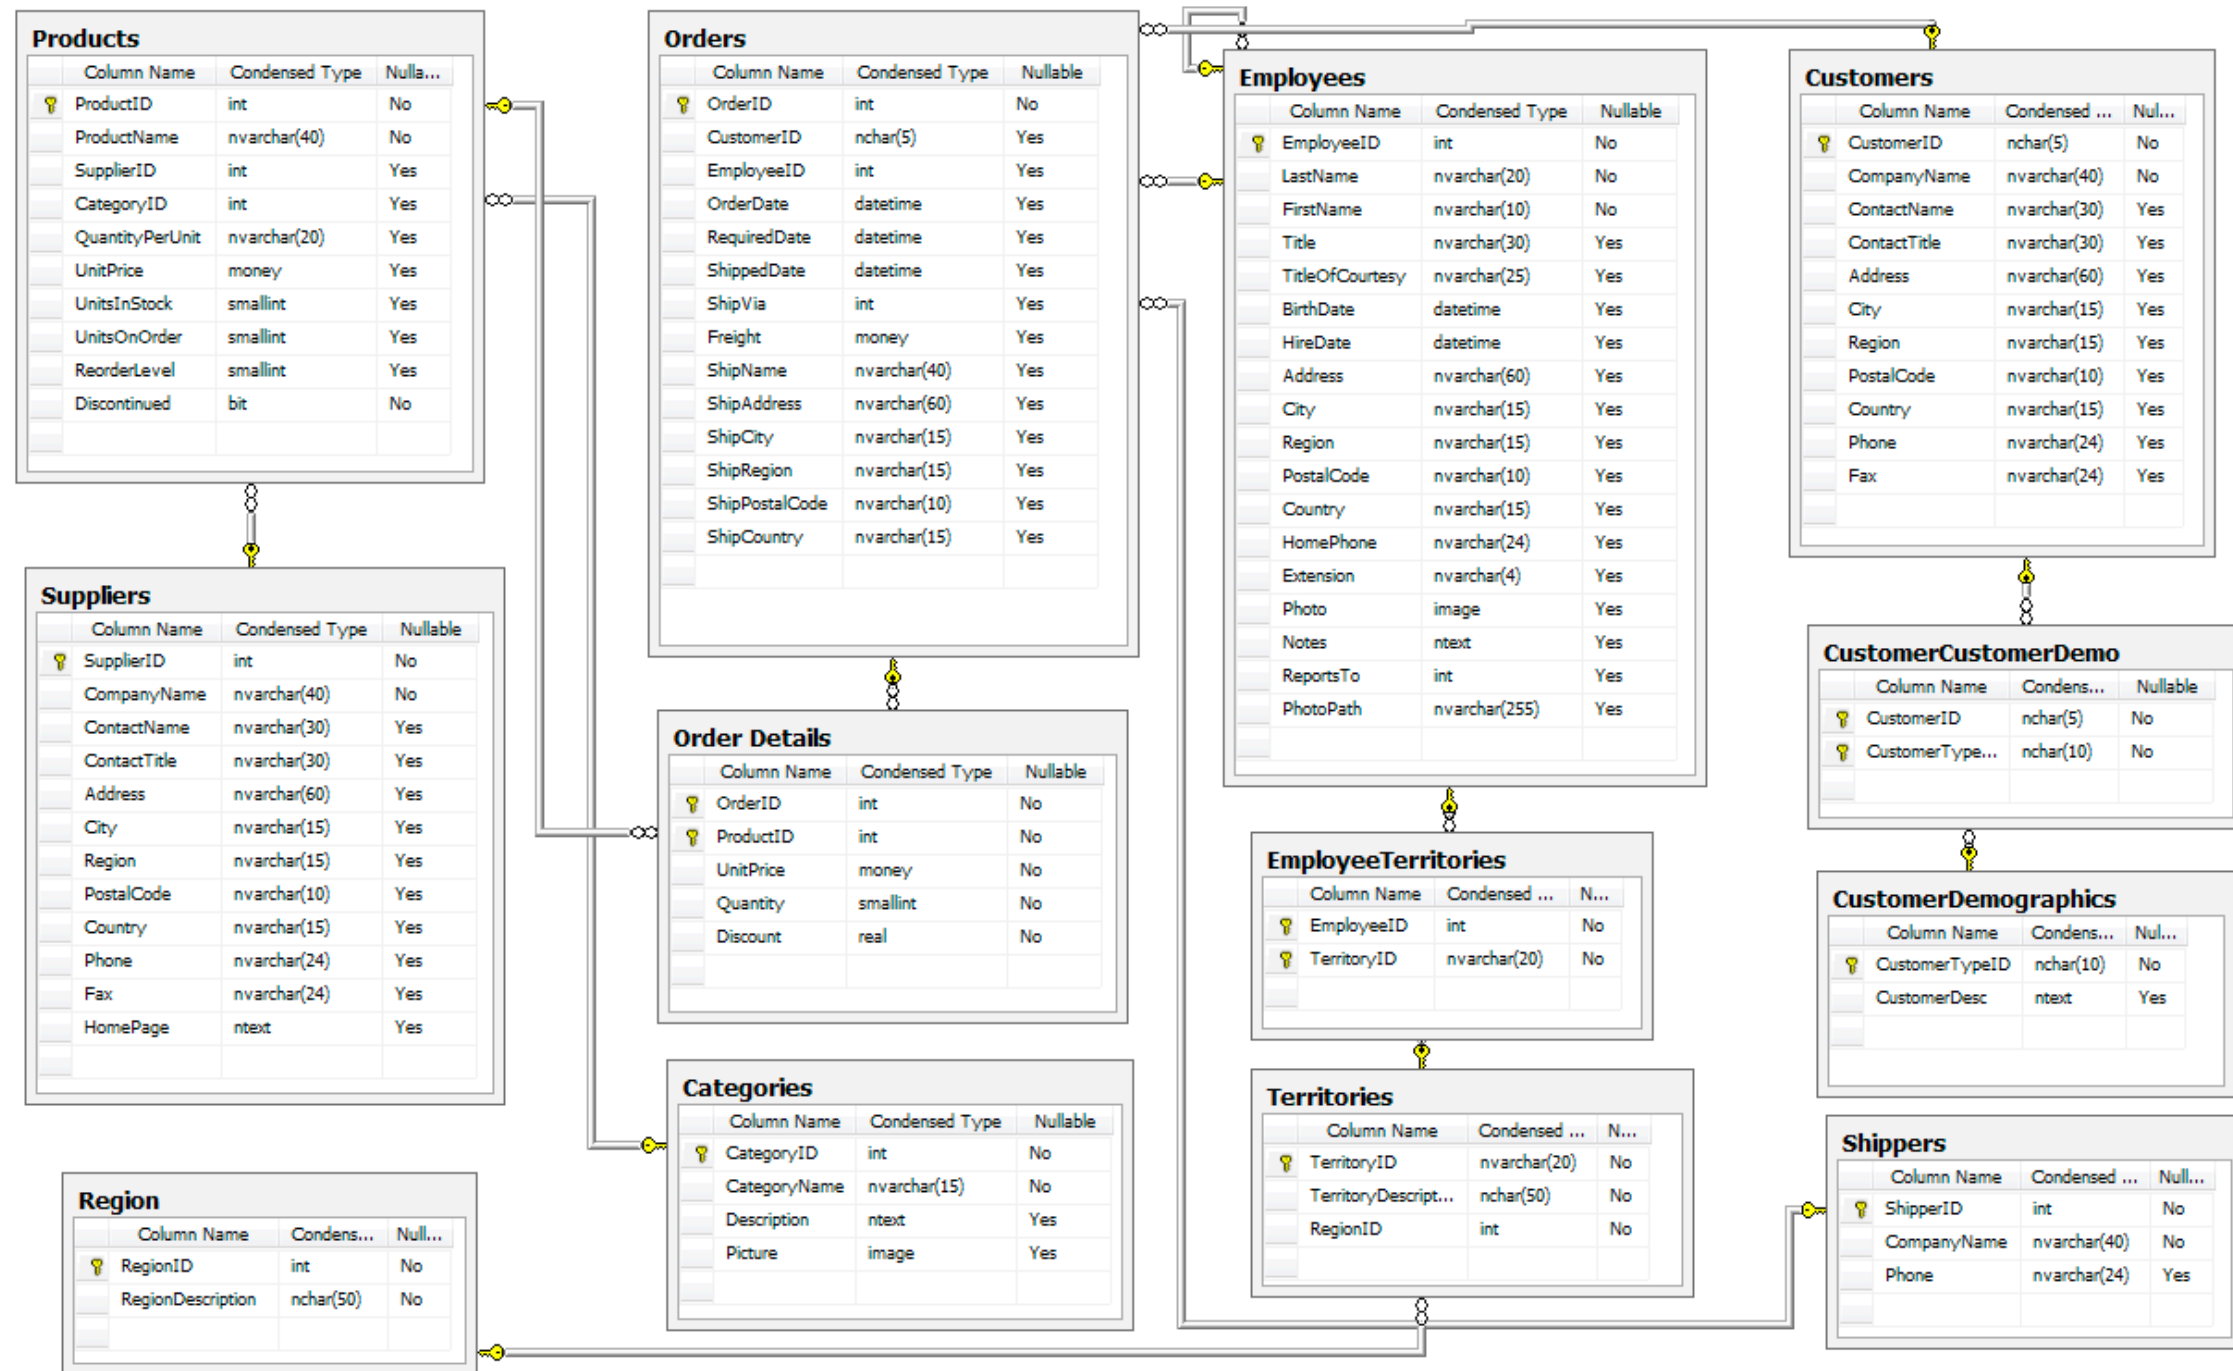 Products
Column Name Condensed Type Nulla...
ProductID int No
ProductName nvarchar(40) No
SupplierID int Yes
CategoryID int Yes
QuantityPerUnit nvarchar(20) Yes
UnitPrice money Yes
UnitsInStock smallint Yes
UnitsOnOrder smallint Yes
ReorderLevel smallint Yes
Discontinued bit No
Suppliers
Column Name Condensed Type Nullable
SupplierID int No
CompanyName nvarchar(40) No
ContactName nvarchar(30) Yes
ContactTitle nvarchar(30) Yes
Address nvarchar(60) Yes
City nvarchar(15) Yes
Region nvarchar(15) Yes
PostalCode nvarchar(10) Yes
Country nvarchar(15) Yes
Phone nvarchar(24) Yes
Fax nvarchar(24) Yes
HomePage ntext Yes
Region
Column Name Condens... Null...
RegionID int No
RegionDescription nchar(50) No
Orders
Column Name Condensed Type Nullable
OrderID int No
CustomerID nchar(5) Yes
EmployeeID int Yes
OrderDate datetime Yes
RequiredDate datetime Yes
ShippedDate datetime Yes
ShipVia int Yes
Freight money Yes
ShipName nvarchar(40) Yes
ShipAddress nvarchar(60) Yes
ShipCity nvarchar(15) Yes
ShipRegion nvarchar(15) Yes
ShipPostalCode nvarchar(10) Yes
ShipCountry nvarchar(15) Yes
Order Details
Column Name Condensed Type Nullable
OrderID int No
ProductID int No
UnitPrice money No
Quantity smallint No
Discount real No
Categories
Column Name Condensed Type Nullable
CategoryID int No
CategoryName nvarchar(15) No
Description ntext Yes
Picture image Yes
Employees
Column Name Condensed Type Nullable
EmployeeID int No
LastName nvarchar(20) No
FirstName nvarchar(10) No
Title nvarchar(30) Yes
TitleOfCourtesy nvarchar(25) Yes
BirthDate datetime Yes
HireDate datetime Yes
Address nvarchar(60) Yes
City nvarchar(15) Yes
Region nvarchar(15) Yes
PostalCode nvarchar(10) Yes
Country nvarchar(15) Yes
HomePhone nvarchar(24) Yes
Extension nvarchar(4) Yes
Photo image Yes
Notes ntext Yes
ReportsTo int Yes
PhotoPath nvarchar(255) Yes
EmployeeTerritories
Column Name Condensed ... N...
EmployeeID int No
TerritoryID nvarchar(20) No
Territories
Column Name Condensed ... N...
TerritoryID nvarchar(20) No
TerritoryDescript... nchar(50) No
RegionID int No
Customers
Column Name Condensed ... Nul...
CustomerID nchar(5) No
CompanyName nvarchar(40) No
ContactName nvarchar(30) Yes
ContactTitle nvarchar(30) Yes
Address nvarchar(60) Yes
City nvarchar(15) Yes
Region nvarchar(15) Yes
PostalCode nvarchar(10) Yes
Country nvarchar(15) Yes
Phone nvarchar(24) Yes
Fax nvarchar(24) Yes
CustomerCustomerDemo
Column Name Condens... Nullable
CustomerID nchar(5) No
CustomerType... nchar(10) No
CustomerDemographics
Column Name Condens... Nul...
CustomerTypeID nchar(10) No
CustomerDesc ntext Yes
Shippers
Column Name Condensed ... Null...
ShipperID int No
CompanyName nvarchar(40) No
Phone nvarchar(24) Yes